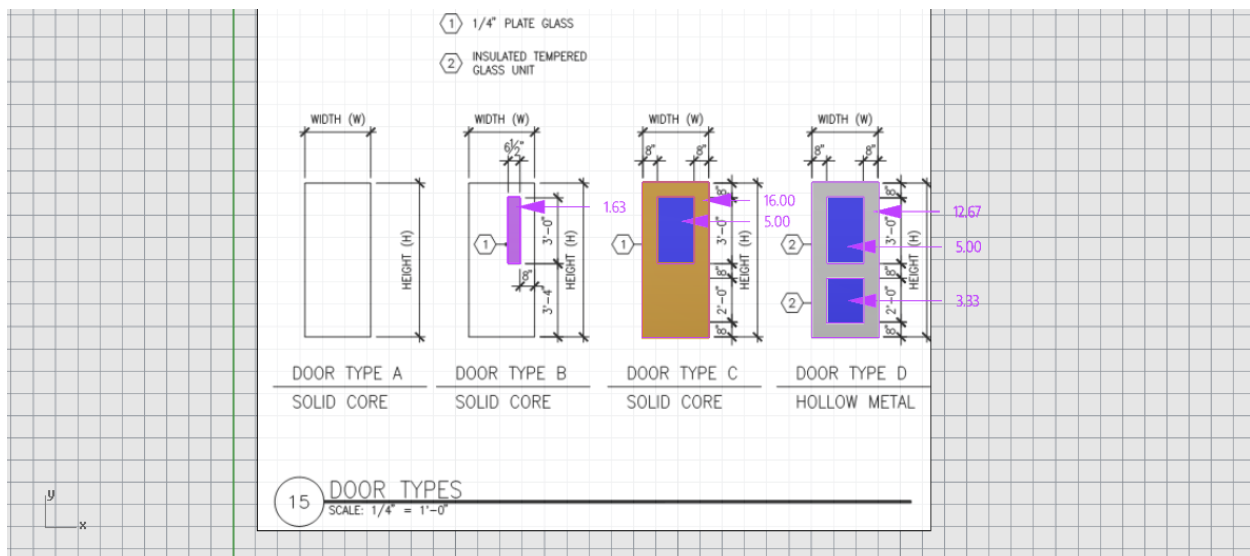 1 1/4" PLATE GLASS
2 INSULATED TEMPERED
GLASS UNIT
WIDTH (W)
HEIGHT (H)
DOOR TYPE A
SOLID CORE
WIDTH (W)
6½"
1.63
1
3'-0"
8"
3'-4"
HEIGHT (H)
DOOR TYPE B
SOLID CORE
WIDTH (W)
8" 8"
8"
16.00
5.00
1
3'-0"
8"
2'-0"
8"
HEIGHT (H)
DOOR TYPE C
SOLID CORE
WIDTH (W)
8" 8"
8"
12.67
2
3'-0"
5.00
8"
2
3.33
2'-0"
8"
HEIGHT (H)
DOOR TYPE D
HOLLOW METAL
15 DOOR TYPES
SCALE: 1/4" = 1'-0"
y
x